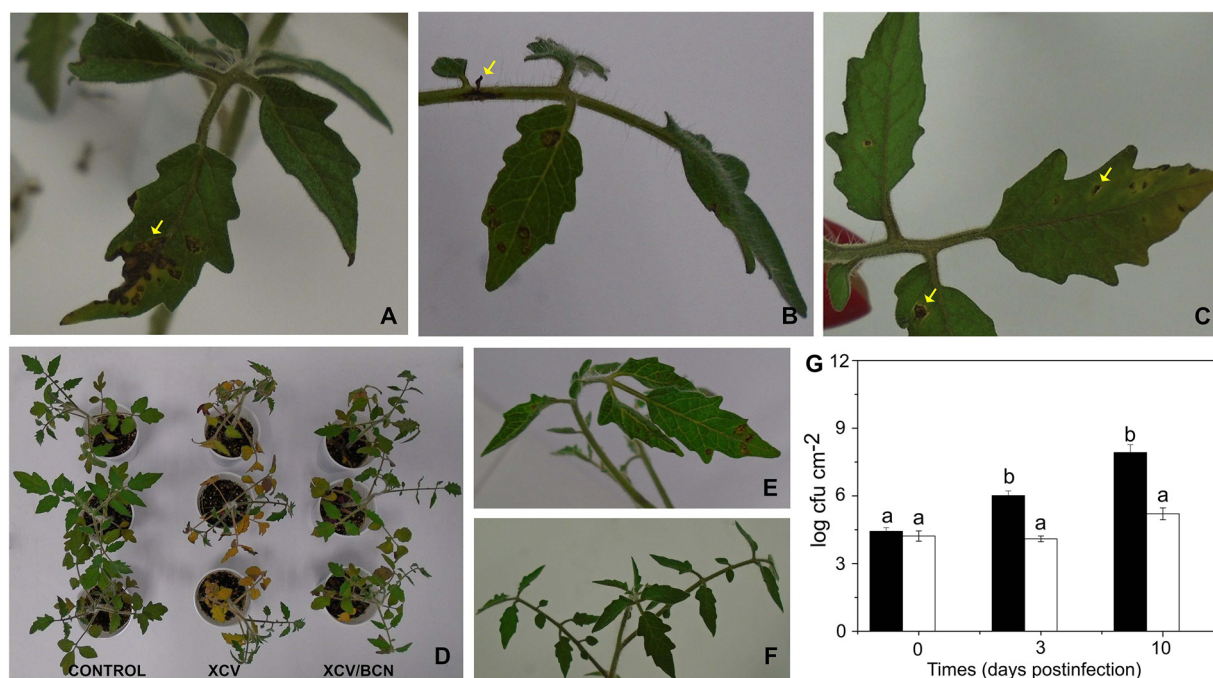 A
B
C
CONTROL
XCV
XCV/BCN
D
E
F
G
12
9
6
3
0
log cfu cm-2
a
a
b
a
b
a
0
3
10
Times (days postinfection)